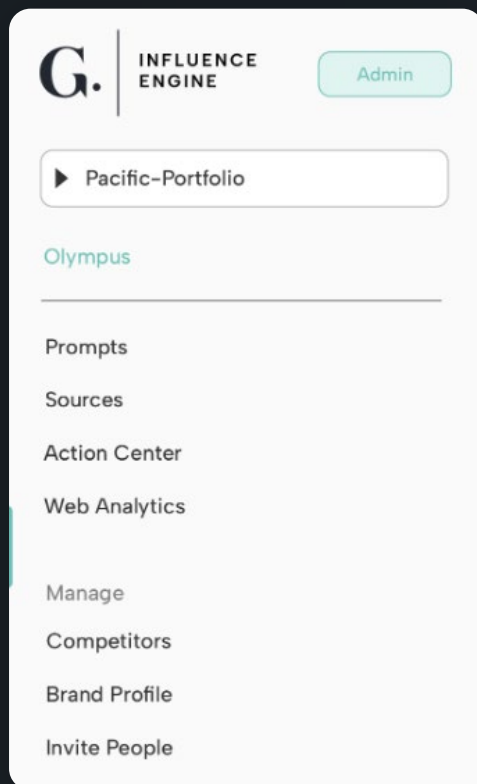 G.
INFLUENCE
ENGINE
Admin
Pacific-Portfolio
Olympus
Prompts
Sources
Action Center
Web Analytics
Manage
Competitors
Brand Profile
Invite People